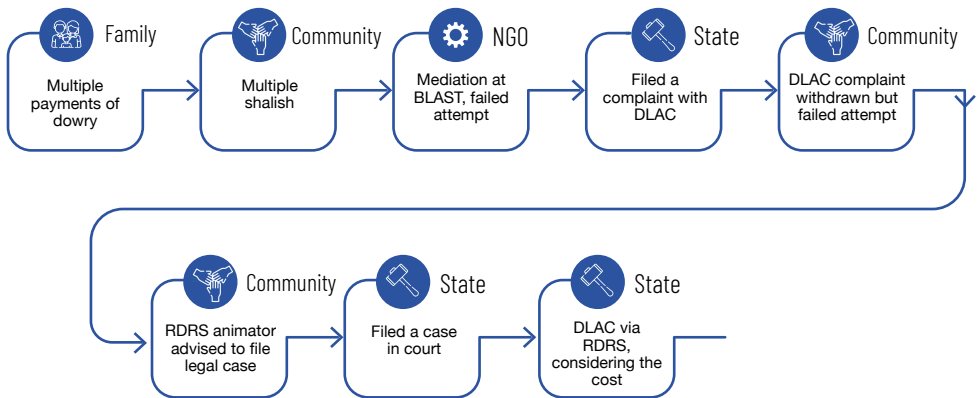 Family
Multiple
payments of
dowry
Community
Multiple
shalish
NGO
Mediation at
BLAST, failed
attempt
State
Filed a
complaint with
DLAC
Community
DLAC complaint
withdrawn but
failed attempt
Community
RDRS animator
advised to file
legal case
State
Filed a case
in court
State
DLAC via
RDRS,
considering the
cost